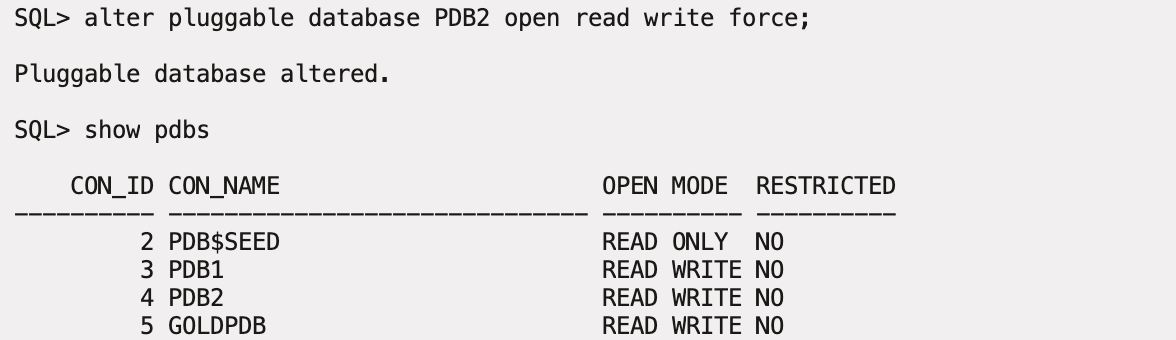 SQL> alter pluggable database PDB2 open read write force;
Pluggable database altered.
SQL> show pdbs
    CON_ID CON_NAME                       OPEN MODE  RESTRICTED
---------- ------------------------------ ---------- ----------
         2 PDB$SEED                       READ ONLY  NO
         3 PDB1                           READ WRITE NO
         4 PDB2                           READ WRITE NO
         5 GOLDPDB                        READ WRITE NO